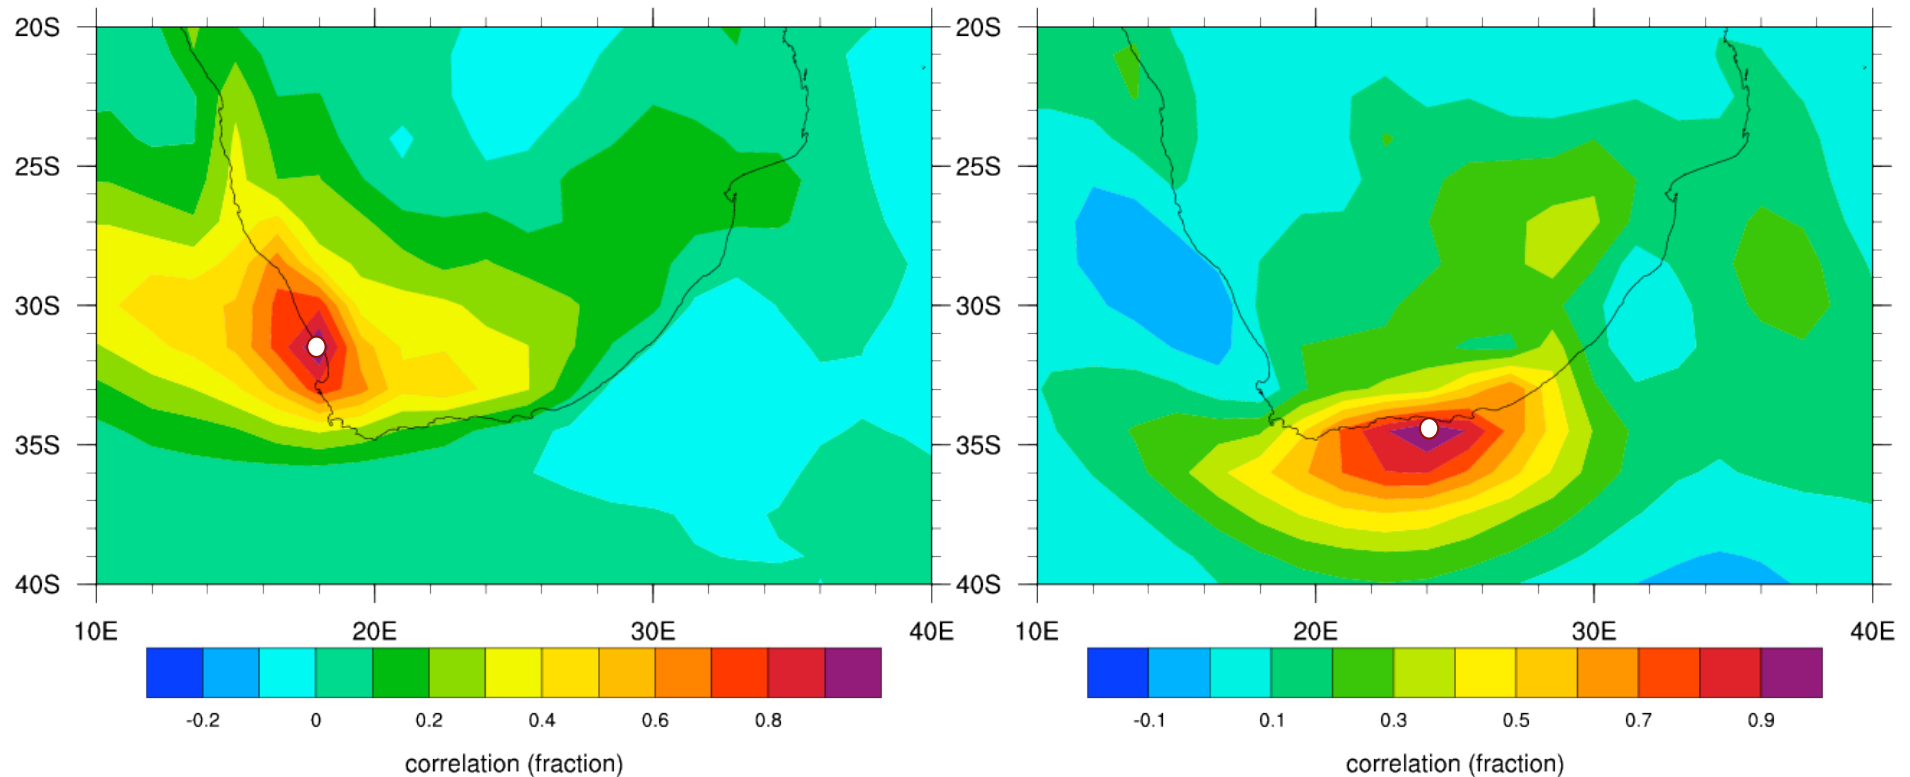 20S
25S
30S
35S
40S
10E 20E 30E 40E
-0.2 0 0.2 0.4 0.6 0.8
correlation (fraction)
20S
25S
30S
35S
40S
10E 20E 30E 40E
-0.1 0.1 0.3 0.5 0.7 0.9
correlation (fraction)